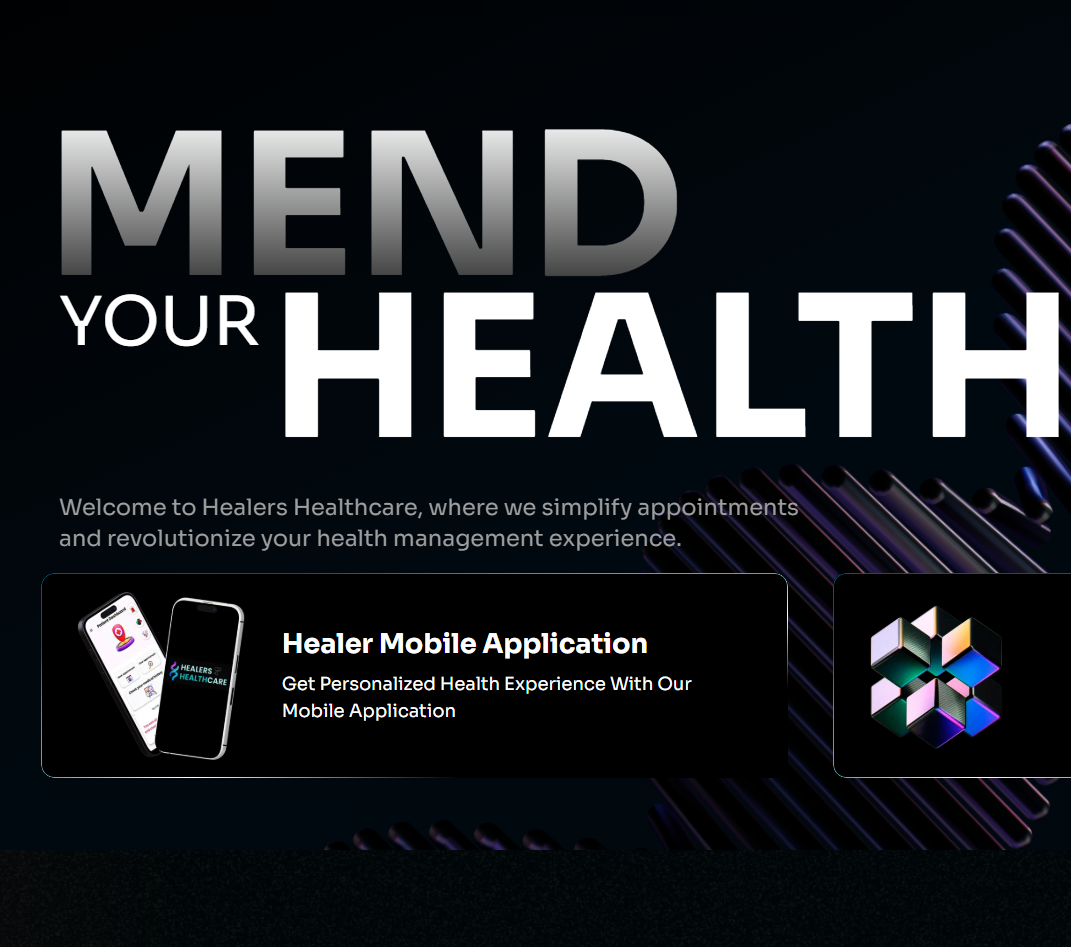 MEND
YOUR HEALTH
Welcome to Healers Healthcare, where we simplify appointments
and revolutionize your health management experience.
Healer Mobile Application
Get Personalized Health Experience With Our
Mobile Application
HEALERS
HEALTHCARE